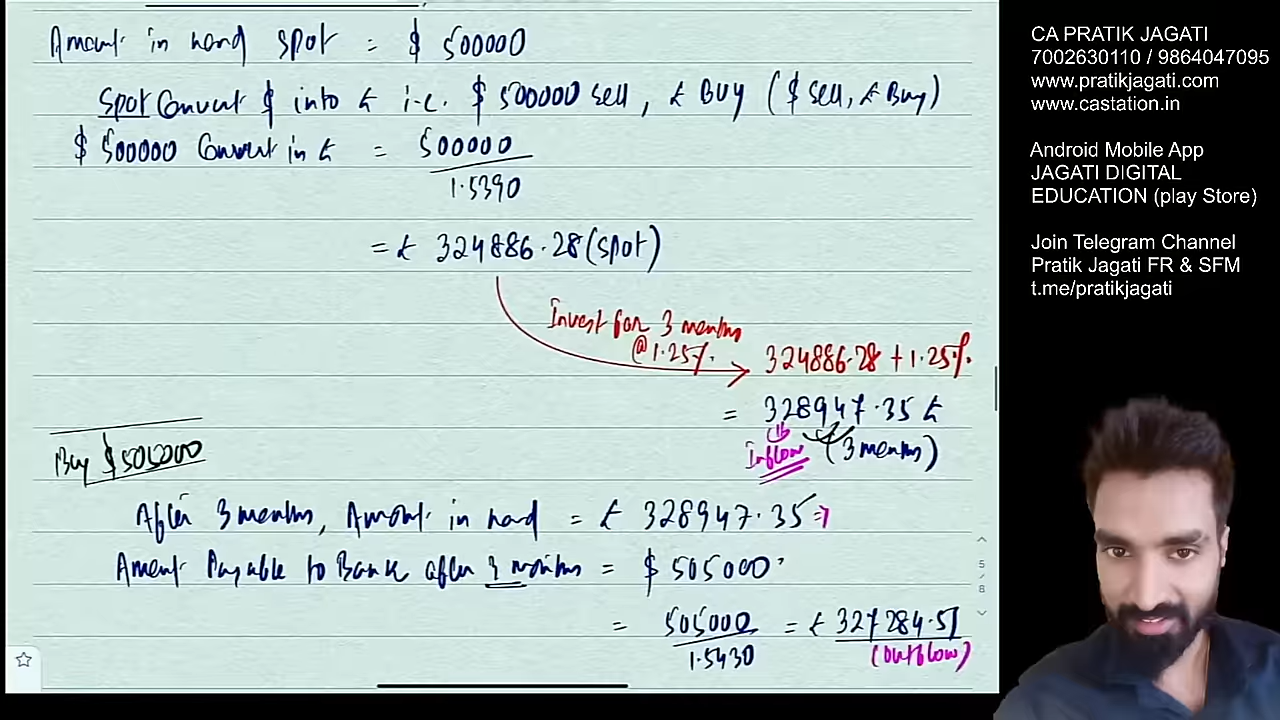 Amount in hand spot = $ 500000
Spot Convert $ into £ i.e. $ 500000 sell, £ Buy ($ sell, £ Buy)
$ 500000 Convert in £ = 500000
1.5390
= £ 324886.28 (spot)
Invest for 3 months
@ 1.25%
324886.28 + 1.25%
= 328947.35 £
Inflow (3 months)
Buy $ 505000
After 3 months, Amount in hand = £ 328947.35 =>
Amount Payable to Bank after 3 months = $ 505000
= 505000 = £ 327284.51
1.5430 (outflow)
5
/
8
CA PRATIK JAGATI
7002630110 / 9864047095
www.pratikjagati.com
www.castation.in
Android Mobile App
JAGATI DIGITAL
EDUCATION (play Store)
Join Telegram Channel
Pratik Jagati FR & SFM
t.me/pratikjagati